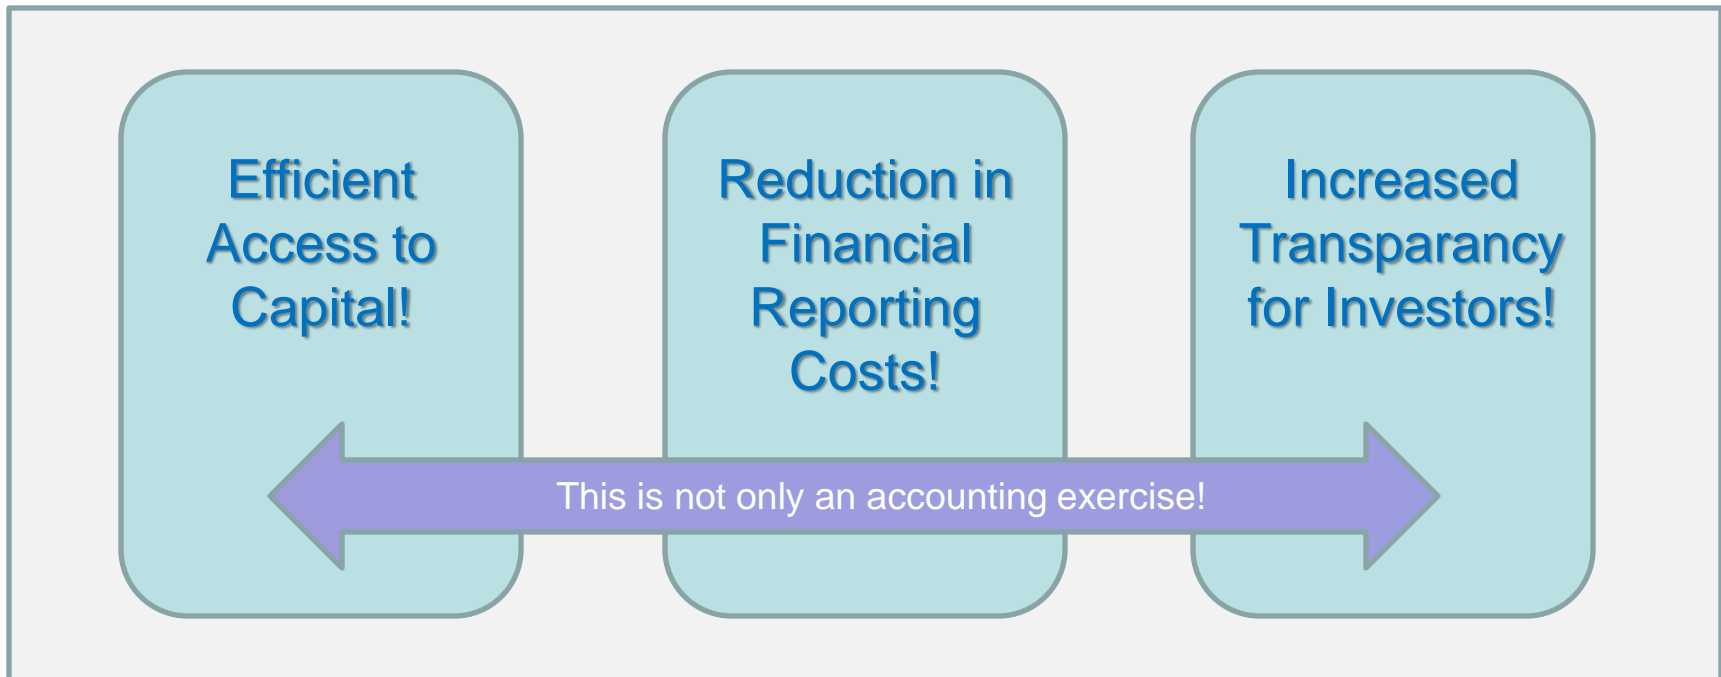 Efficient
Access to
Capital!
Reduction in
Financial
Reporting
Costs!
Increased
Transparancy
for Investors!
This is not only an accounting exercise!